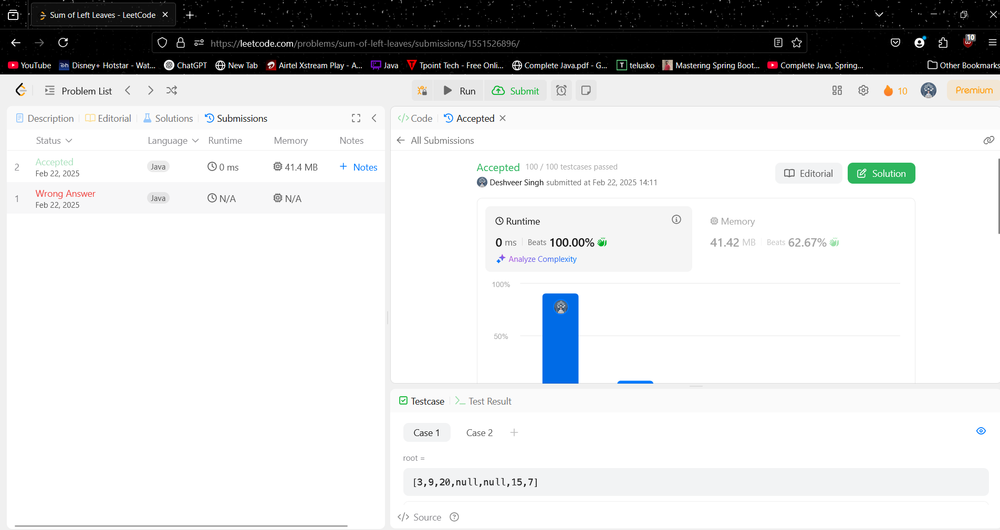 Sum of Left Leaves - LeetCode
https://leetcode.com/problems/sum-of-left-leaves/submissions/1551526896/
10
YouTube
Disney+ Hotstar - Wat...
ChatGPT
New Tab
Airtel Xstream Play - A...
Java
Tpoint Tech - Free Onli...
Complete Java.pdf - G...
T telusko
Mastering Spring Boot...
Complete Java, Spring...
Other Bookmarks
Problem List
Run
Submit
10
Premium
Description
Editorial
Solutions
Submissions
Status Language Runtime Memory Notes
2 Accepted Java 0 ms 41.4 MB + Notes
Feb 22, 2025
1 Wrong Answer Java N/A N/A
Feb 22, 2025
</> Code
Accepted
All Submissions
Accepted 100 / 100 testcases passed
Deshveer Singh submitted at Feb 22, 2025 14:11
Editorial
Solution
Runtime
0 ms Beats 100.00%
Analyze Complexity
Memory
41.42 MB Beats 62.67%
100%
50%
Testcase
>_ Test Result
Case 1 Case 2 +
root =
[3,9,20,null,null,15,7]
</> Source